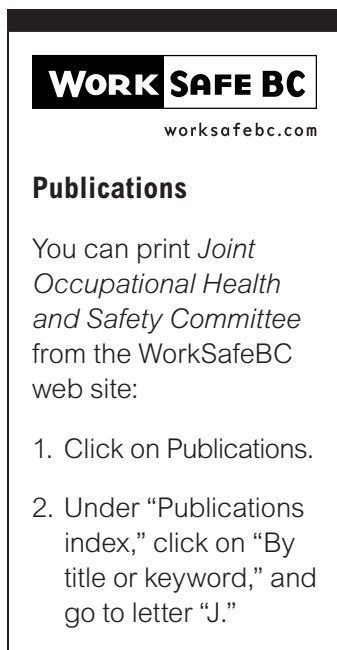 WORK SAFE BC
worksafebc.com
Publications
You can print Joint
Occupational Health
and Safety Committee
from the WorkSafeBC
web site:
1. Click on Publications.
2. Under “Publications
index,” click on “By
title or keyword,” and
go to letter “J.”